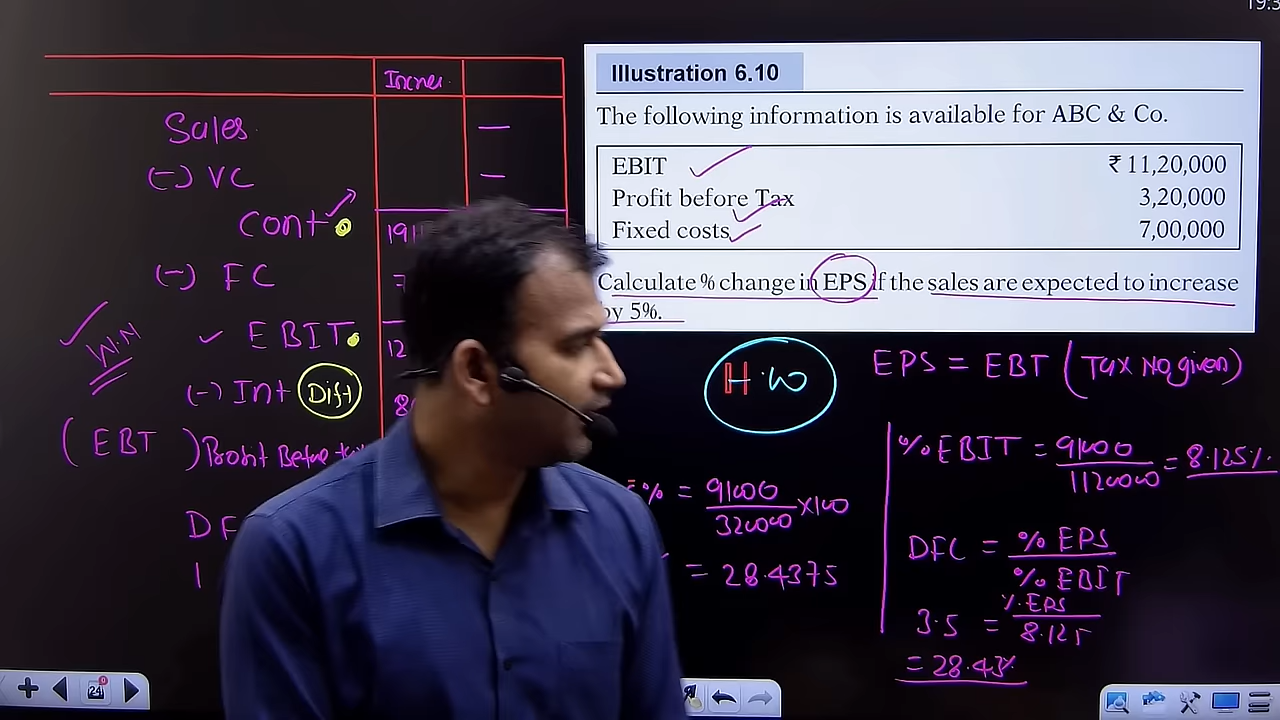 Incre.
Sales
(-) VC
Cont
(-) FC
W.N
EBIT
(-) Int Diff
(EBT) Profit Before
Illustration 6.10
The following information is available for ABC & Co.
EBIT ₹ 11,20,000
Profit before Tax 3,20,000
Fixed costs 7,00,000
Calculate % change in EPS if the sales are expected to increase
by 5%.
H.W
EPS = EBT (Tax No given)
% = 91000 / 320000 × 100
= 28.4375
% EBIT = 91000 / 1120000 = 8.125%
DFL = % EPS / % EBIT
3.5 = % EPS / 8.125
= 28.43%
24